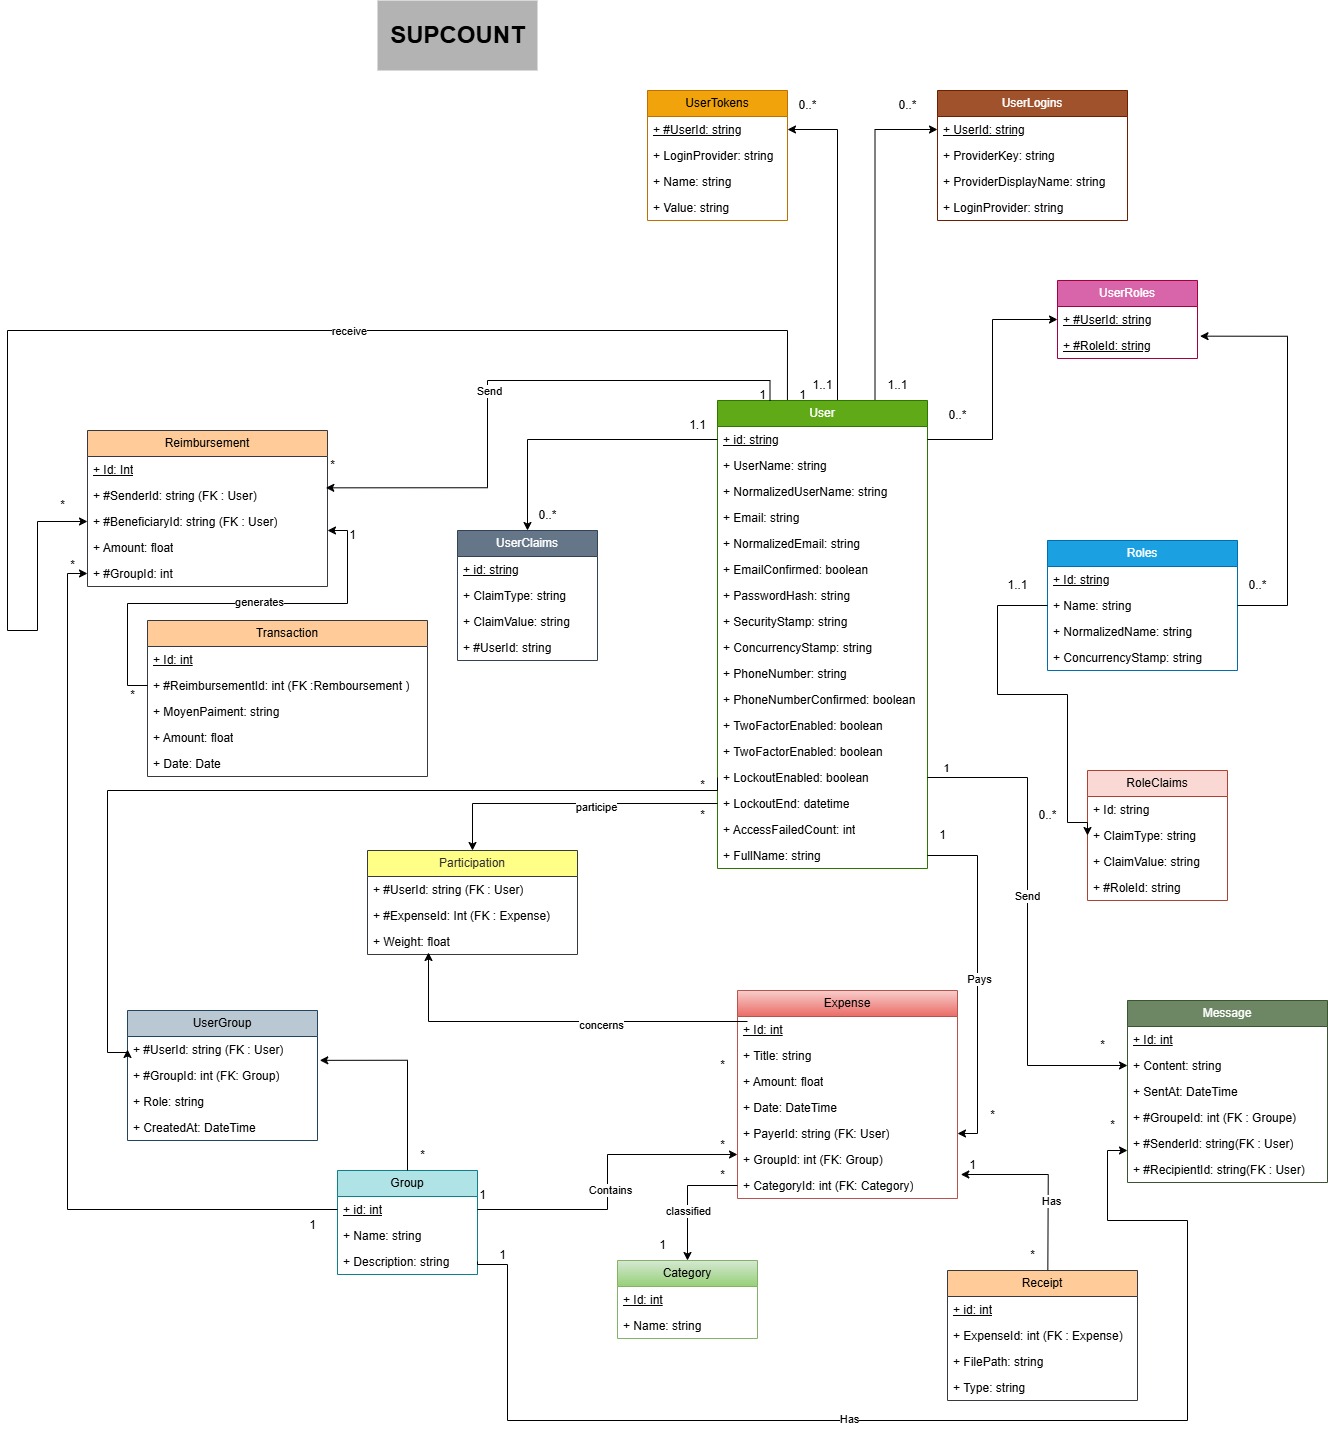 SUPCOUNT
UserTokens
+ #UserId: string
+ LoginProvider: string
+ Name: string
+ Value: string
0..*
0..*
UserLogins
+ UserId: string
+ ProviderKey: string
+ ProviderDisplayName: string
+ LoginProvider: string
UserRoles
+ #UserId: string
+ #RoleId: string
receive
Send
1
1
1..1
1..1
1.1
0..*
User
+ id: string
+ UserName: string
+ NormalizedUserName: string
+ Email: string
+ NormalizedEmail: string
+ EmailConfirmed: boolean
+ PasswordHash: string
+ SecurityStamp: string
+ ConcurrencyStamp: string
+ PhoneNumber: string
+ PhoneNumberConfirmed: boolean
+ TwoFactorEnabled: boolean
+ TwoFactorEnabled: boolean
+ LockoutEnabled: boolean
+ LockoutEnd: datetime
+ AccessFailedCount: int
+ FullName: string
Reimbursement
+ Id: Int
+ #SenderId: string (FK : User)
+ #BeneficiaryId: string (FK : User)
+ Amount: float
+ #GroupId: int
*
*
*
1
generates
Transaction
+ Id: int
+ #ReimbursementId: int (FK :Remboursement )
+ MoyenPaiment: string
+ Amount: float
+ Date: Date
*
0..*
UserClaims
+ id: string
+ ClaimType: string
+ ClaimValue: string
+ #UserId: string
Roles
+ Id: string
+ Name: string
+ NormalizedName: string
+ ConcurrencyStamp: string
1..1
0..*
RoleClaims
+ Id: string
+ ClaimType: string
+ ClaimValue: string
+ #RoleId: string
0..*
*
participe
*
1
1
Send
Pays
Participation
+ #UserId: string (FK : User)
+ #ExpenseId: Int (FK : Expense)
+ Weight: float
concerns
Expense
+ Id: int
+ Title: string
+ Amount: float
+ Date: DateTime
+ PayerId: string (FK: User)
+ GroupId: int (FK: Group)
+ CategoryId: int (FK: Category)
*
*
*
*
Message
+ Id: int
+ Content: string
+ SentAt: DateTime
+ #GroupeId: int (FK : Groupe)
+ #SenderId: string(FK : User)
+ #RecipientId: string(FK : User)
*
*
UserGroup
+ #UserId: string (FK : User)
+ #GroupId: int (FK: Group)
+ Role: string
+ CreatedAt: DateTime
*
Group
+ id: int
+ Name: string
+ Description: string
1
1
1
Contains
classified
1
Category
+ Id: int
+ Name: string
1
Has
*
Receipt
+ id: int
+ ExpenseId: int (FK : Expense)
+ FilePath: string
+ Type: string
Has